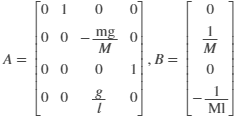 A = [0 1 0 0; 0 0 -mg/M 0; 0 0 0 1; 0 0 g/l 0], B = [0; 1/M; 0; -1/Ml]